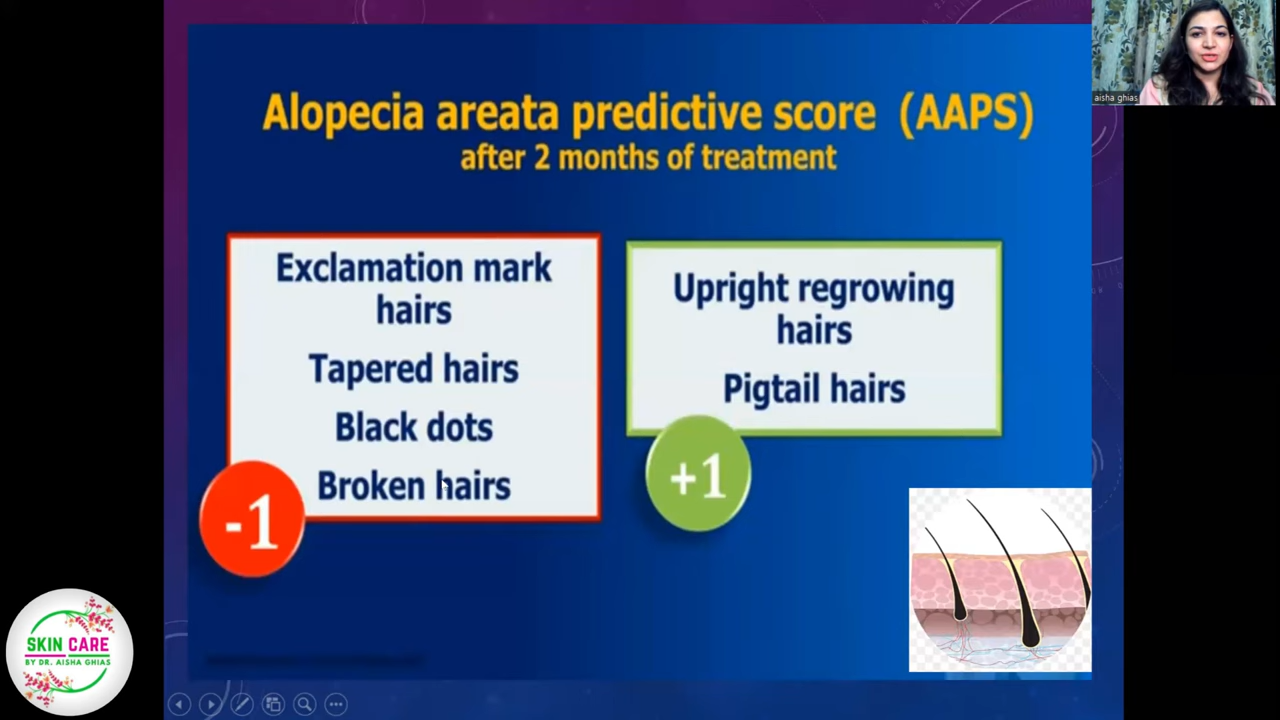 Alopecia areata predictive score (AAPS)
after 2 months of treatment
Exclamation mark
hairs
Tapered hairs
Black dots
Broken hairs
-1
Upright regrowing
hairs
Pigtail hairs
+1
aisha ghias
SKIN CARE
BY DR. AISHA GHIAS